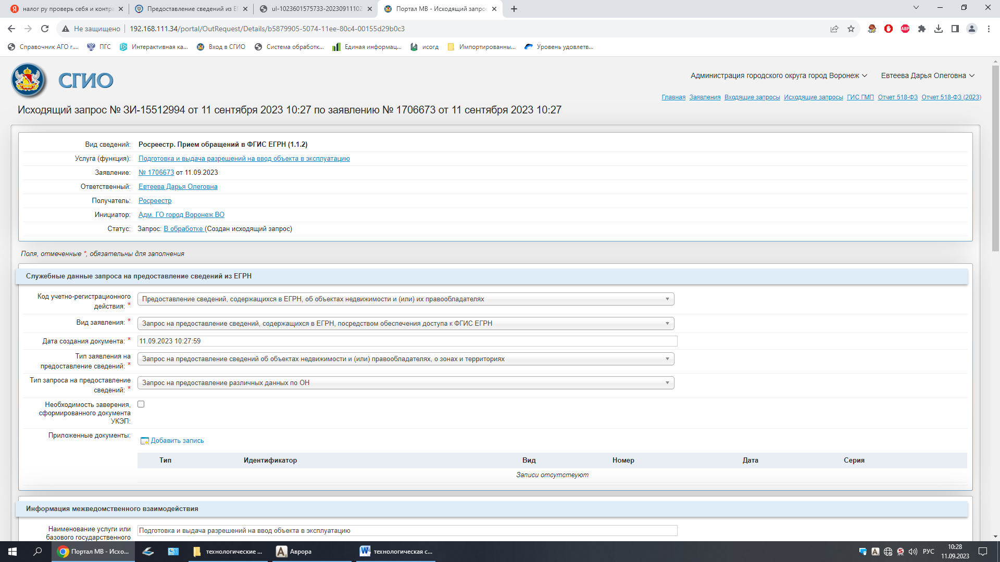 налог ру проверь себя и контра
Предоставление сведений из ЕГ
ul-1023601575733-20230911102
Портал МВ - Исходящий запрос
Не защищено
192.168.111.34/portal/OutRequest/Details/b5879905-5074-11ee-80c4-00155d29b0c3
ABP
Справочник АГО г....
ПГС
Интерактивная ка...
Вход в СГИО
Система обработк...
Единая информац...
исогд
Импортированны...
Уровень удовлетв...
СГИО
Администрация городского округа город Воронеж
Евтеева Дарья Олеговна
Главная Заявления Входящие запросы Исходящие запросы ГИС ГМП Отчет 518-ФЗ Отчет 518-ФЗ (2023)
Исходящий запрос № ЗИ-15512994 от 11 сентября 2023 10:27 по заявлению № 1706673 от 11 сентября 2023 10:27
Вид сведений: Росреестр. Прием обращений в ФГИС ЕГРН (1.1.2)
Услуга (функция): Подготовка и выдача разрешений на ввод объекта в эксплуатацию
Заявление: № 1706673 от 11.09.2023
Ответственный: Евтеева Дарья Олеговна
Получатель: Росреестр
Инициатор: Адм. ГО город Воронеж ВО
Статус: Запрос: В обработке (Создан исходящий запрос)
Поля, отмеченные *, обязательны для заполнения
Служебные данные запроса на предоставление сведений из ЕГРН
Код учетно-регистрационного
действия: *
Предоставление сведений, содержащихся в ЕГРН, об объектах недвижимости и (или) их правообладателях
Вид заявления: *
Запрос на предоставление сведений, содержащихся в ЕГРН, посредством обеспечения доступа к ФГИС ЕГРН
Дата создания документа: *
11.09.2023 10:27:59
Тип заявления на
предоставление сведений: *
Запрос на предоставление сведений об объектах недвижимости и (или) правообладателях, о зонах и территориях
Тип запроса на предоставление
сведений: *
Запрос на предоставление различных данных по ОН
Необходимость заверения,
сформированного документа
УКЭП:
Приложенные документы:
Добавить запись
Тип Идентификатор Вид Номер Дата Серия
Записи отсутствуют
Информация межведомственного взаимодействия
Наименование услуги или
базового государственного
Подготовка и выдача разрешений на ввод объекта в эксплуатацию
Портал МВ - Исхо...
технологические ...
Аврора
технологическая с...
РУС
10:28
11.09.2023